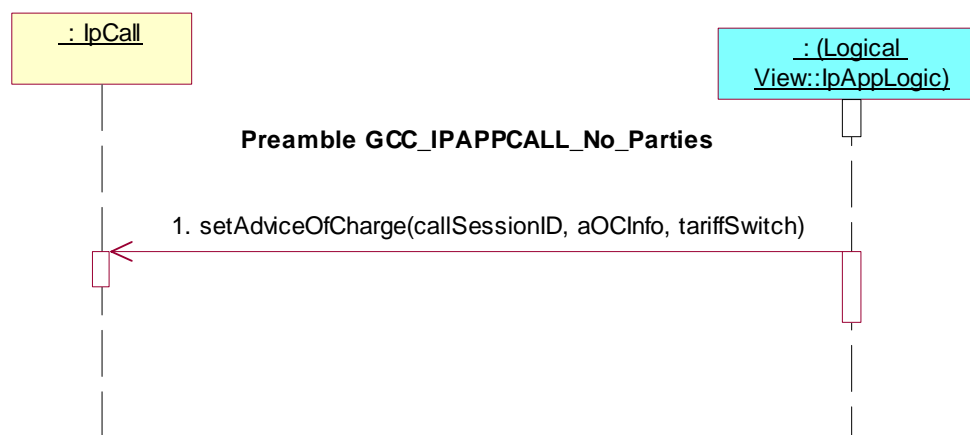 : IpCall
: (Logical
View::IpAppLogic)
Preamble GCC_IPAPPCALL_No_Parties
1. setAdviceOfCharge(callSessionID, aOCInfo, tariffSwitch)